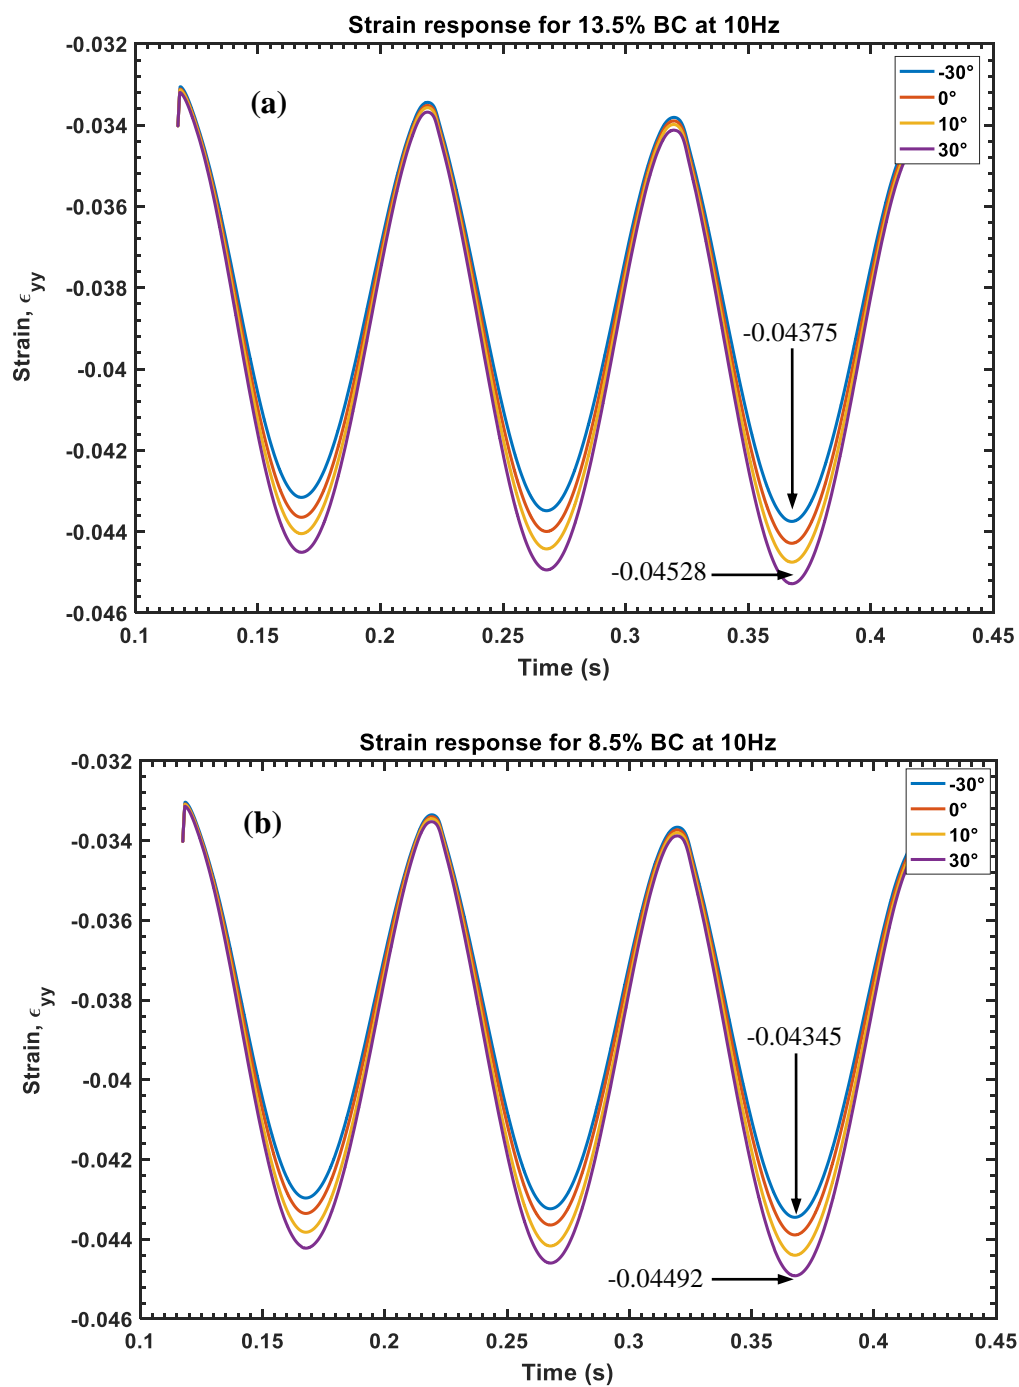 Strain response for 13.5% BC at 10Hz
-0.032
-0.034
-0.036
-0.038
-0.04
-0.042
-0.044
-0.046
Strain, ϵyy
(a)
-30°
0°
10°
30°
-0.04375
-0.04528
0.1 0.15 0.2 0.25 0.3 0.35 0.4 0.45
Time (s)
Strain response for 8.5% BC at 10Hz
-0.032
-0.034
-0.036
-0.038
-0.04
-0.042
-0.044
-0.046
Strain, ϵyy
(b)
-30°
0°
10°
30°
-0.04345
-0.04492
0.1 0.15 0.2 0.25 0.3 0.35 0.4 0.45
Time (s)